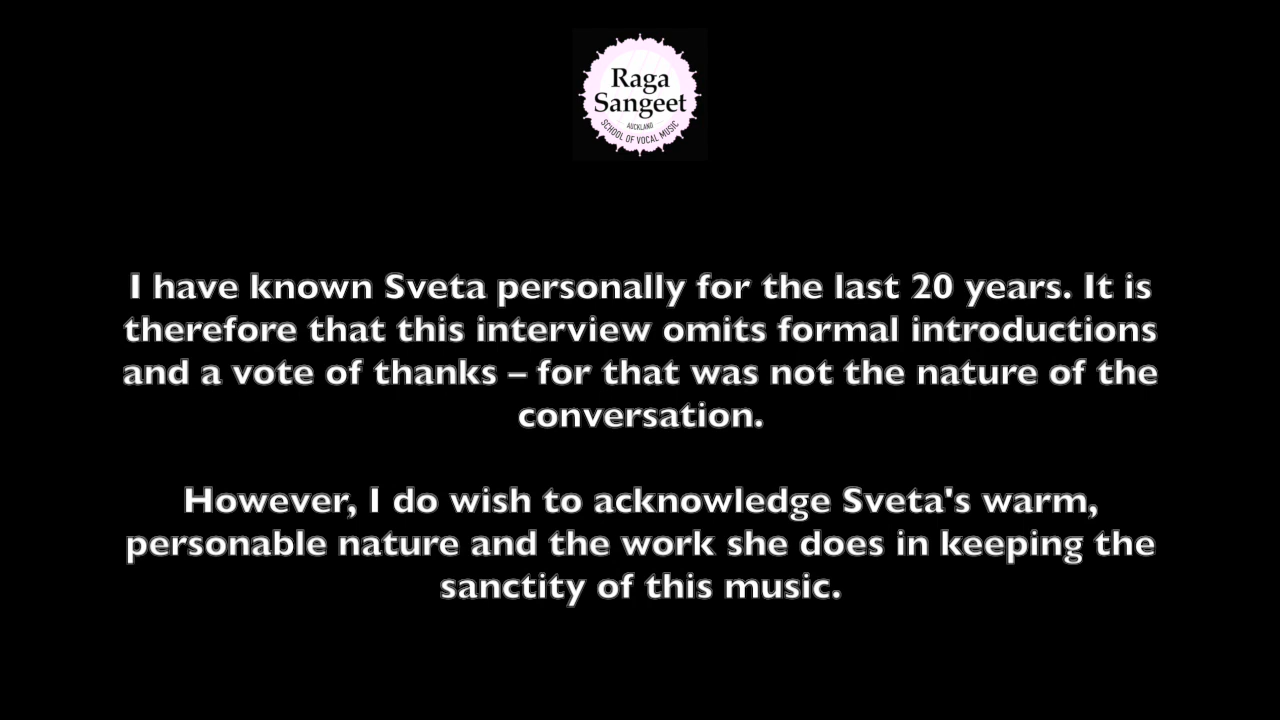 Raga
Sangeet
AUCKLAND
SCHOOL OF VOCAL MUSIC
I have known Sveta personally for the last 20 years. It is
therefore that this interview omits formal introductions
and a vote of thanks – for that was not the nature of the
conversation.
However, I do wish to acknowledge Sveta's warm,
personable nature and the work she does in keeping the
sanctity of this music.